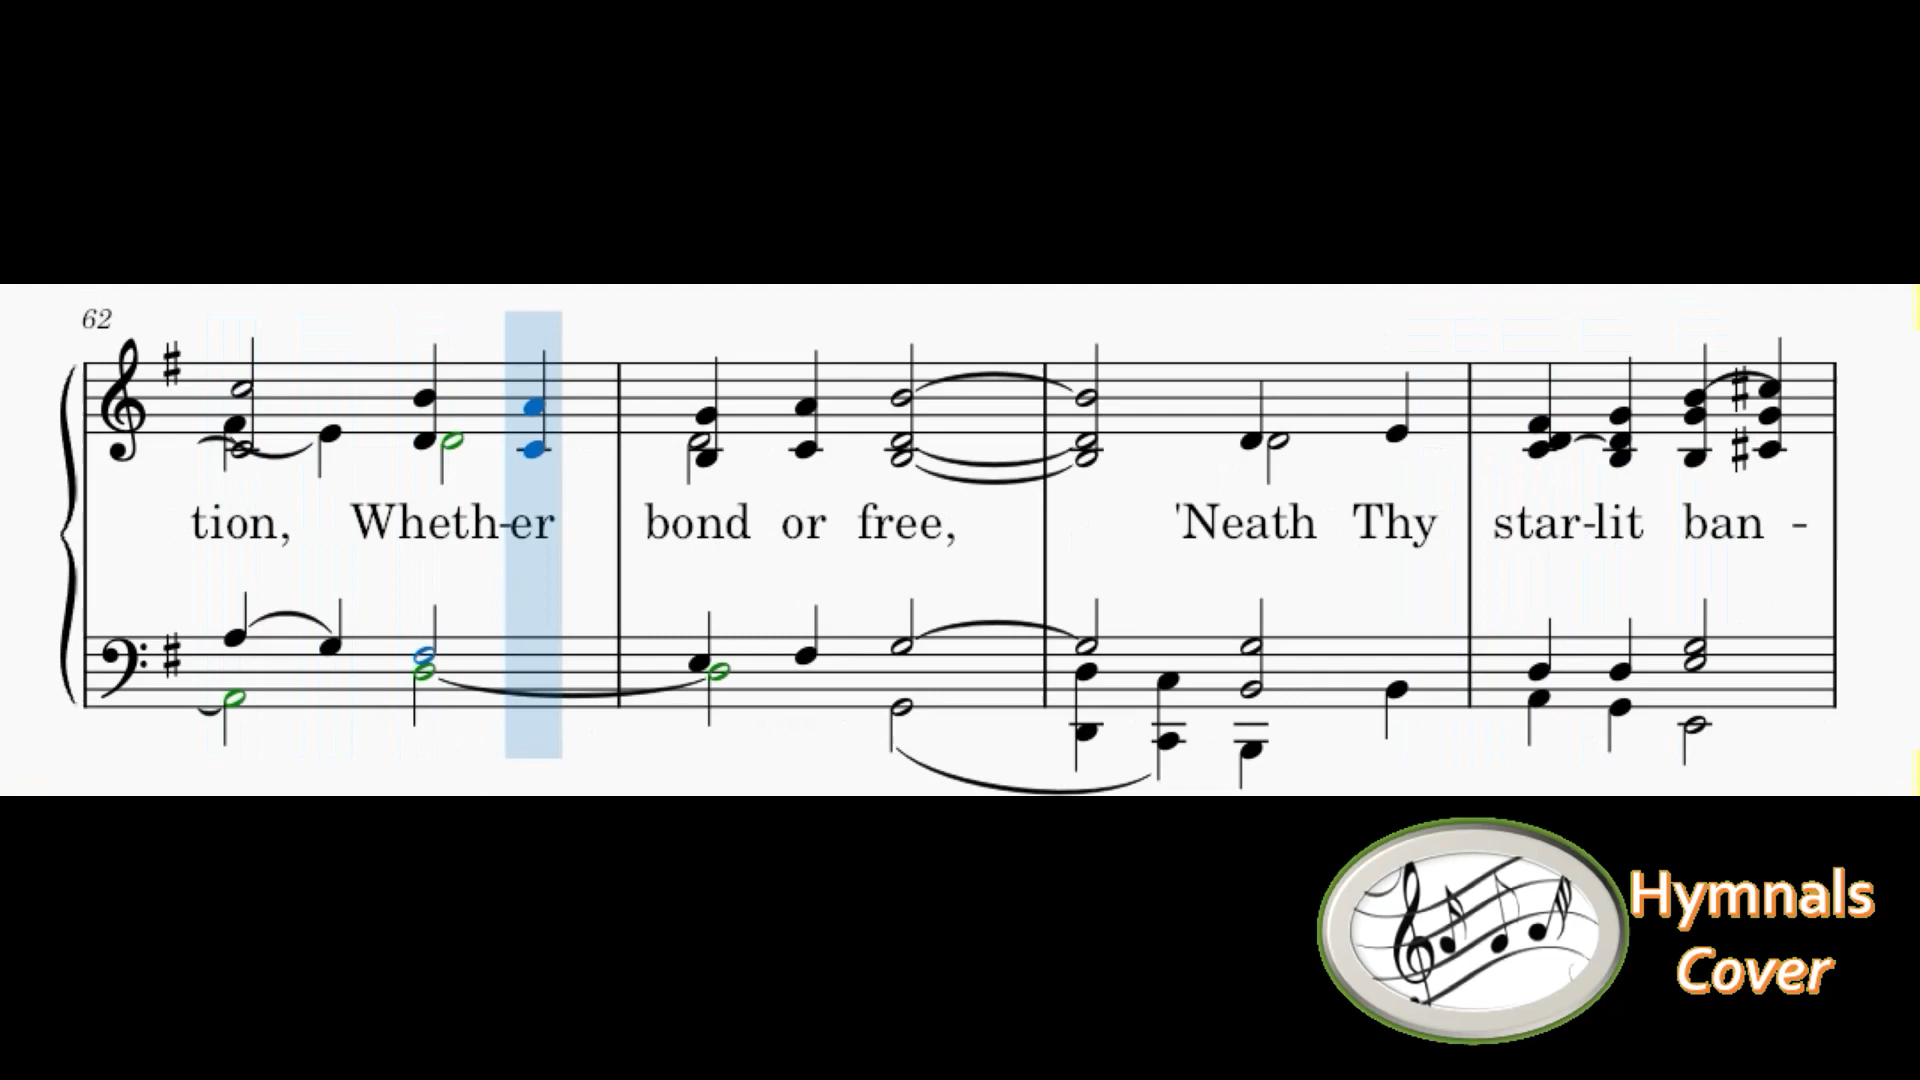 62
tion, Wheth-er bond or free, 'Neath Thy star-lit ban -
Hymnals
Cover